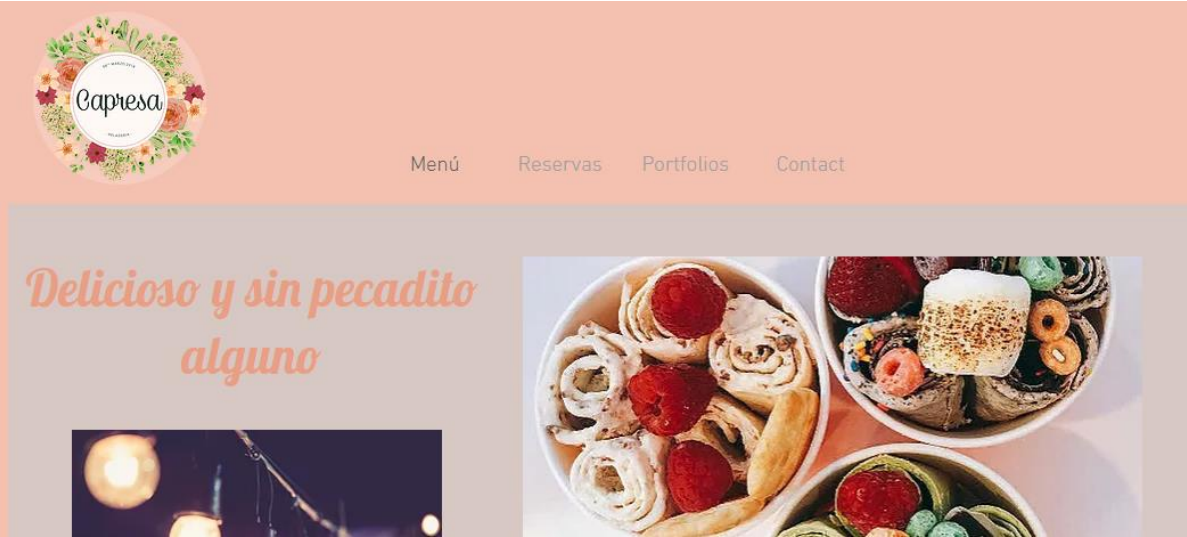 Capresa
Menú Reservas Portfolios Contact
Delicioso y sin pecadito
alguno